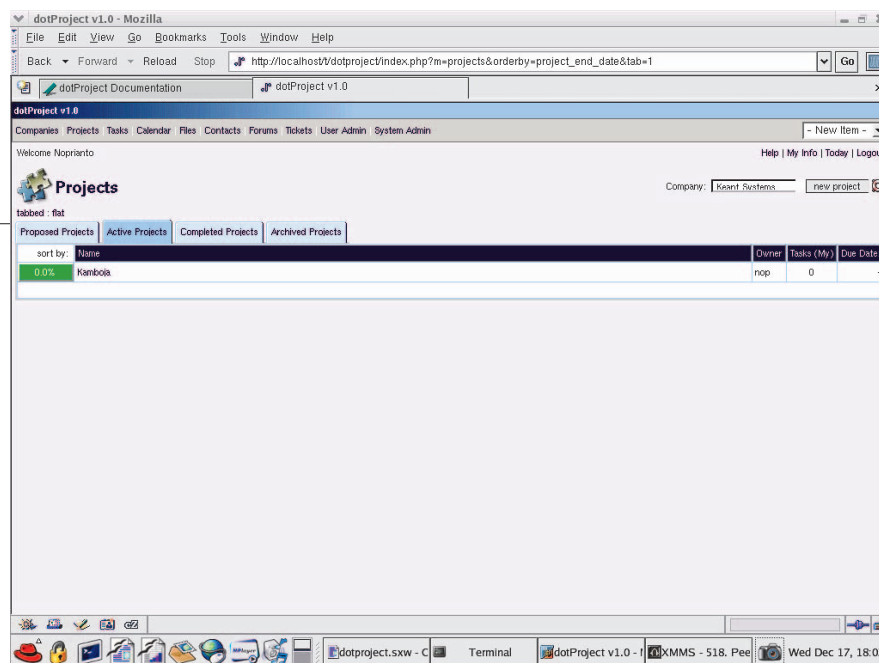 dotProject v1.0 - Mozilla
File Edit View Go Bookmarks Tools Window Help
Back Forward Reload Stop http://localhost/t/dotproject/index.php?m=projects&orderby=project_end_date&tab=1 Go
dotProject Documentation dotProject v1.0
dotProject v1.0
Companies Projects Tasks Calendar Files Contacts Forums Tickets User Admin System Admin - New Item -
Welcome Noprianto Help | My Info | Today | Logou
Projects Company: Keant Systems new project
tabbed : flat
Proposed Projects Active Projects Completed Projects Archived Projects
sort by: Name Owner Tasks (My) Due Date
0.0% Kamboja nop 0 -
dotproject.sxw - C Terminal dotProject v1.0 - XMMS - 518. Pee Wed Dec 17, 18:0